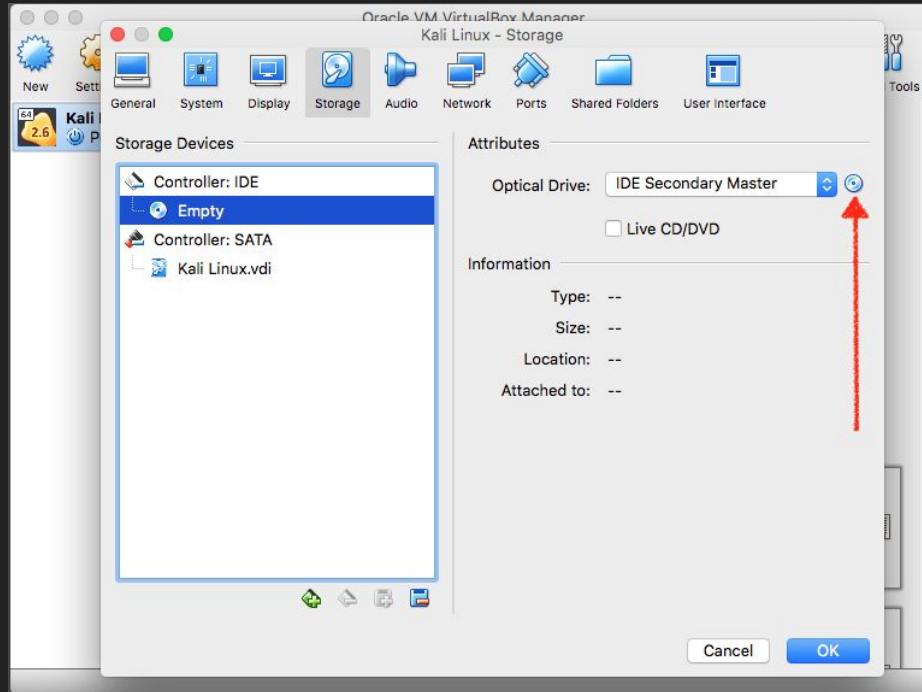 Oracle VM VirtualBox Manager
Kali Linux - Storage
New
General
System
Display
Storage
Audio
Network
Ports
Shared Folders
User Interface
Tools
64
2.6
Kali
Storage Devices
Controller: IDE
Empty
Controller: SATA
Kali Linux.vdi
Attributes
Optical Drive: IDE Secondary Master
Live CD/DVD
Information
Type: --
Size: --
Location: --
Attached to: --
Cancel
OK